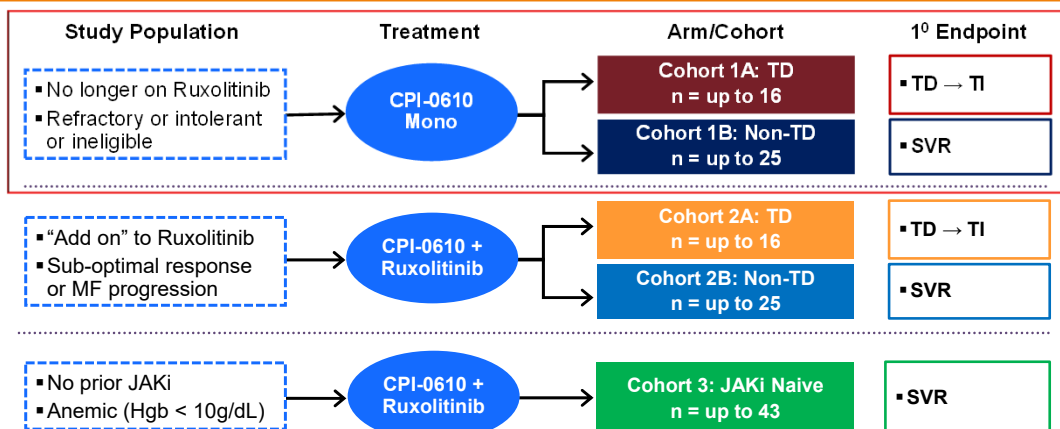 Study Population
Treatment
Arm/Cohort
1⁰ Endpoint
▪ No longer on Ruxolitinib
▪ Refractory or intolerant
or ineligible
CPI-0610
Mono
Cohort 1A: TD
n = up to 16
▪ TD → TI
Cohort 1B: Non-TD
n = up to 25
▪ SVR
▪ “Add on” to Ruxolitinib
▪ Sub-optimal response
or MF progression
CPI-0610 +
Ruxolitinib
Cohort 2A: TD
n = up to 16
▪ TD → TI
Cohort 2B: Non-TD
n = up to 25
▪ SVR
▪ No prior JAKi
▪ Anemic (Hgb < 10g/dL)
CPI-0610 +
Ruxolitinib
Cohort 3: JAKi Naive
n = up to 43
▪ SVR